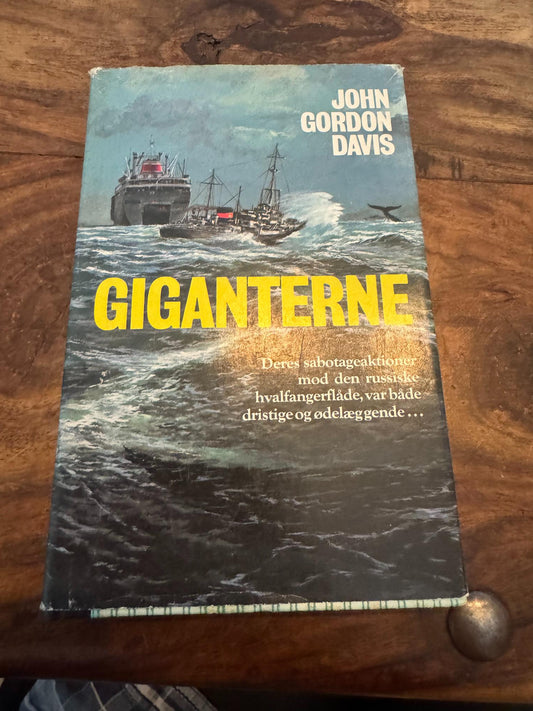 JOHN
GORDON
DAVIS
GIGANTERNE
Deres sabotageaktioner
mod den russiske
hvalfangerflåde, var både
dristige og ødelæggende...